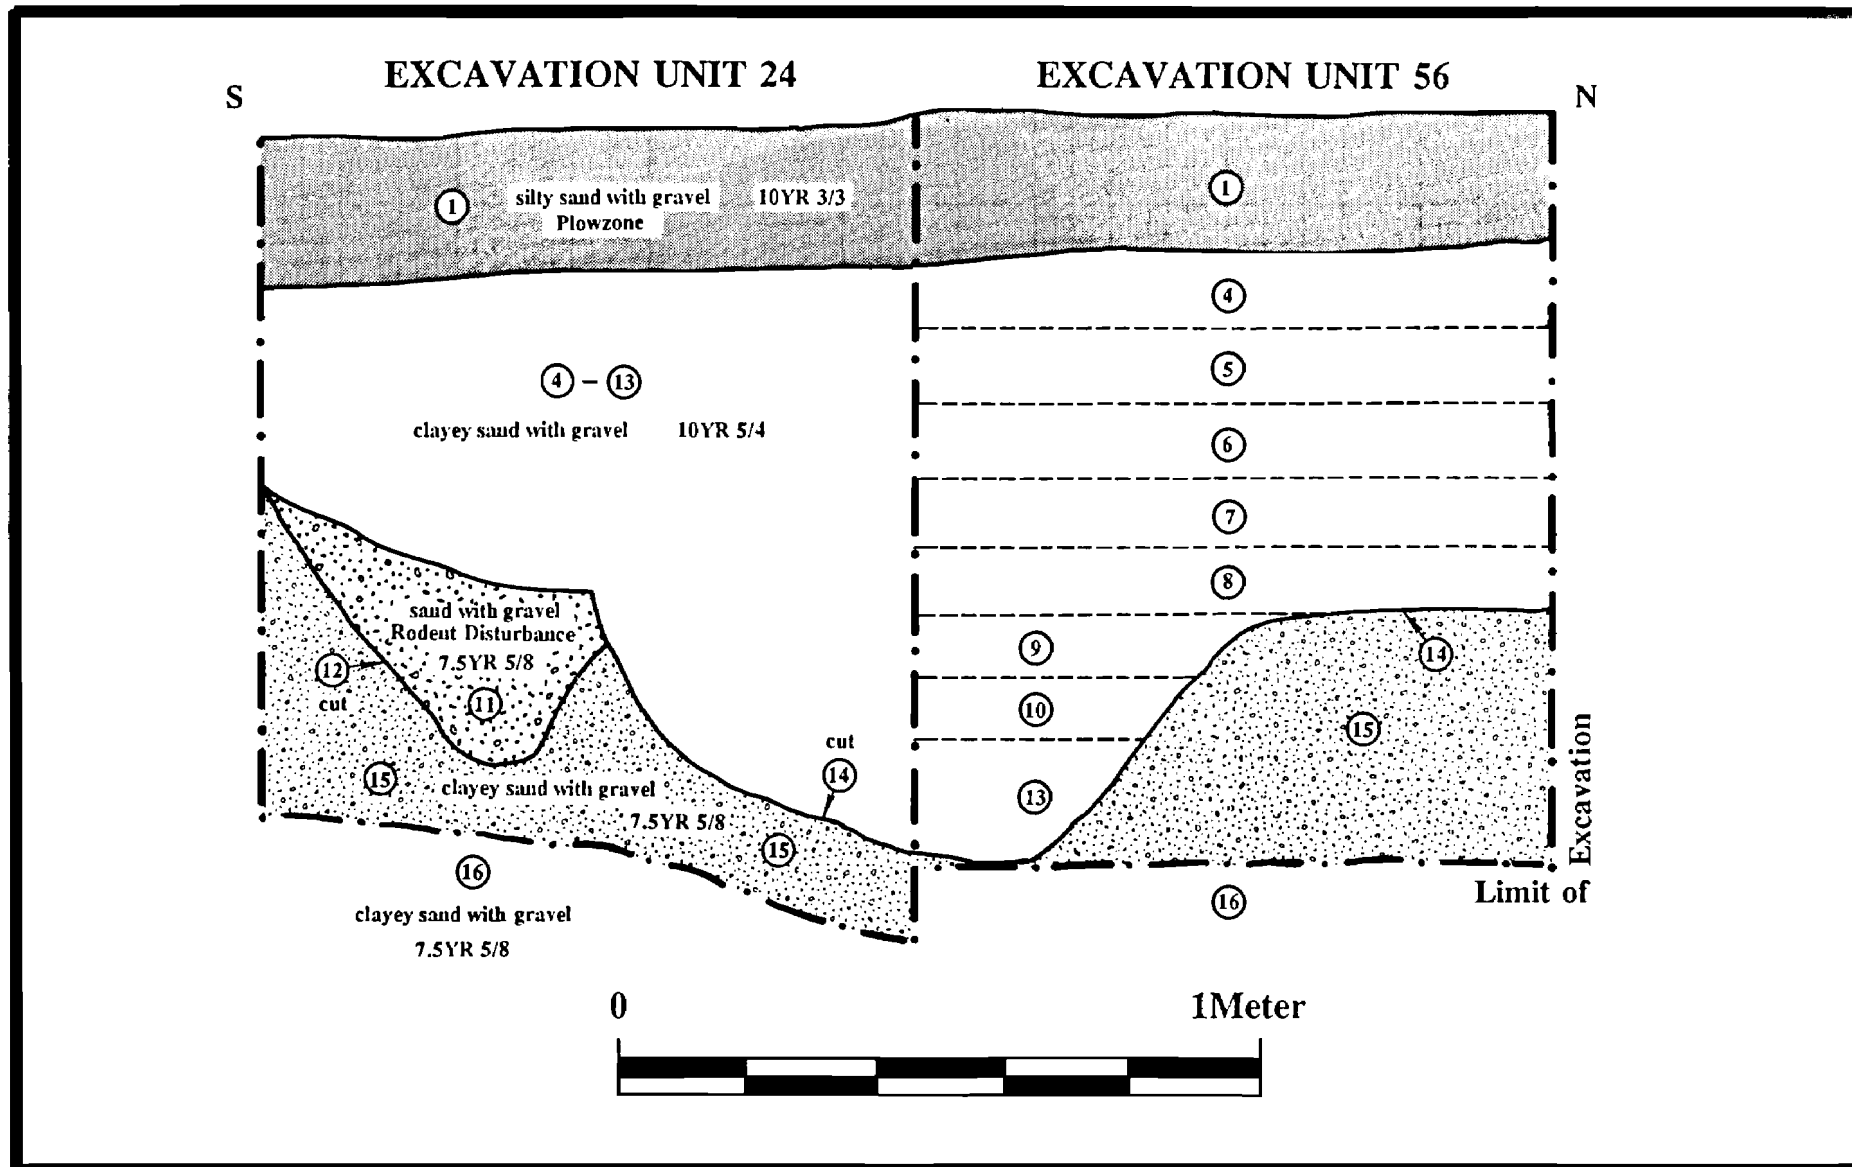 EXCAVATION UNIT 24
EXCAVATION UNIT 56
S
N
1
silty sand with gravel 10YR 3/3
Plowzone
1
4
5
4 – 13
clayey sand with gravel 10YR 5/4
6
7
8
sand with gravel
Rodent Disturbance
7.5YR 5/8
11
12
cut
9
10
14
15
13
cut
14
15
clayey sand with gravel
7.5YR 5/8
15
16
clayey sand with gravel
7.5YR 5/8
16
Limit of
Excavation
0
1Meter